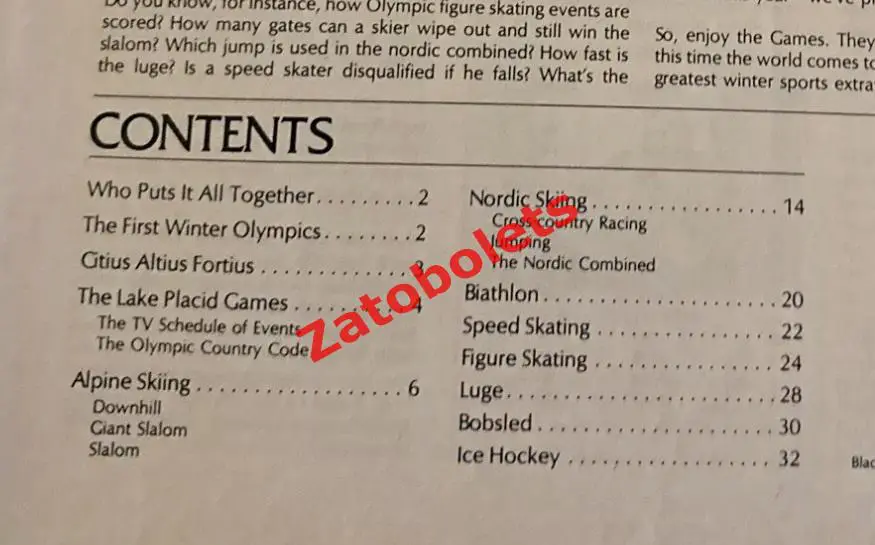 Do you know, for instance, how Olympic figure skating events are
scored? How many gates can a skier wipe out and still win the
slalom? Which jump is used in the nordic combined? How fast is
the luge? Is a speed skater disqualified if he falls? What's the
So, enjoy the Games. They
this time the world comes to
greatest winter sports extra
CONTENTS
Who Puts It All Together.........2
The First Winter Olympics........2
Citius Altius Fortius..............3
The Lake Placid Games..........4
The TV Schedule of Events
The Olympic Country Code
Alpine Skiing..................6
Downhill
Giant Slalom
Slalom
Nordic Skiing.................14
Cross-country Racing
Jumping
The Nordic Combined
Biathlon.....................20
Speed Skating................22
Figure Skating................24
Luge........................28
Bobsled.....................30
Ice Hockey..................32
Blac
Zatobolets